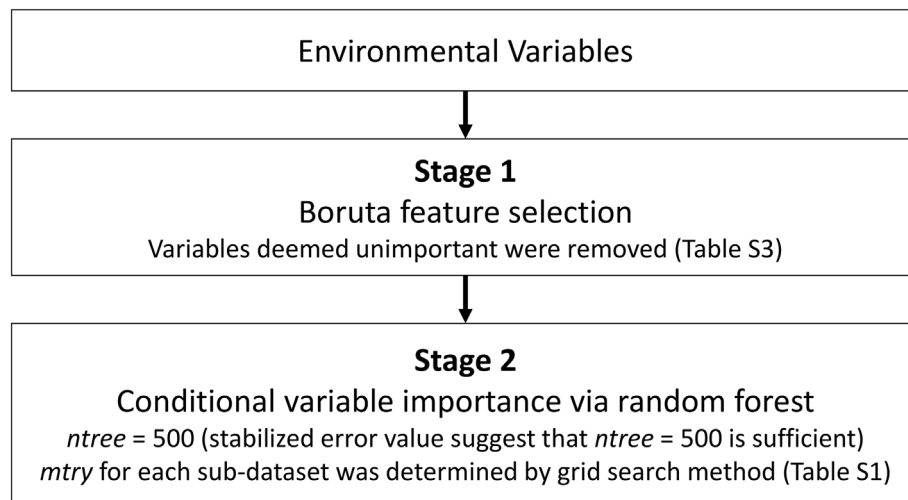 Environmental Variables
Stage 1
Boruta feature selection
Variables deemed unimportant were removed (Table S3)
Stage 2
Conditional variable importance via random forest
ntree = 500 (stabilized error value suggest that ntree = 500 is sufficient)
mtry for each sub-dataset was determined by grid search method (Table S1)